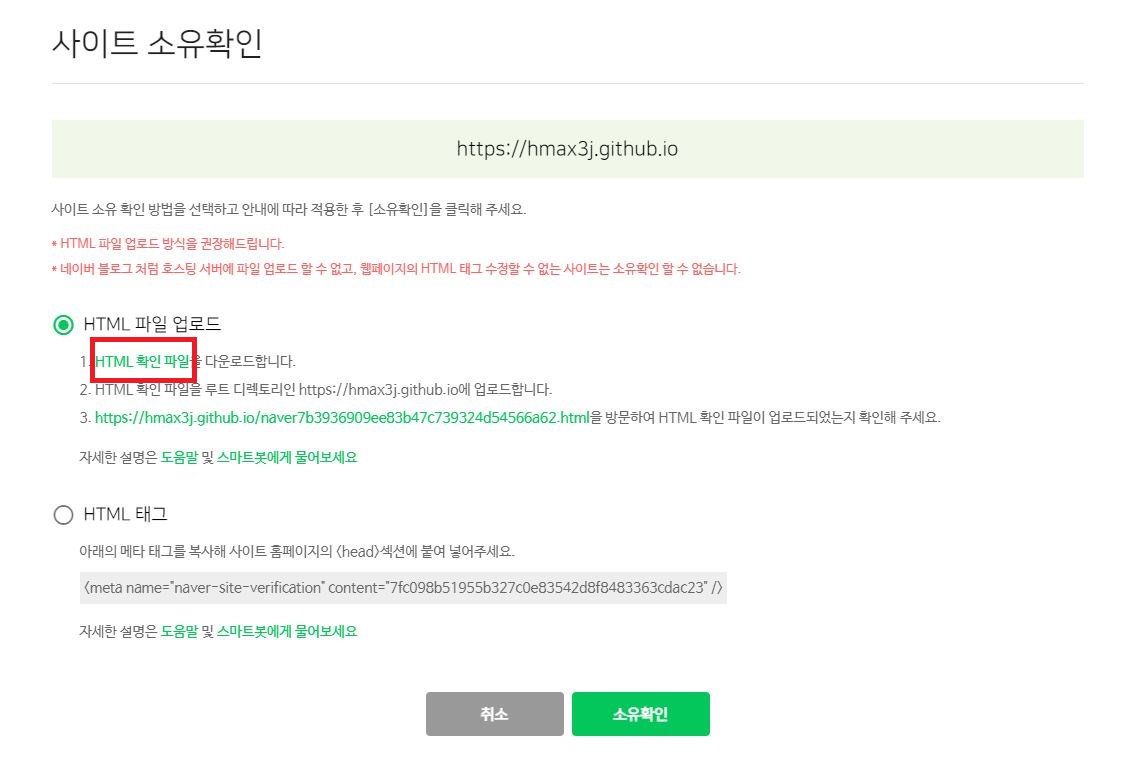 사이트 소유확인
https://hmax3j.github.io
사이트 소유 확인 방법을 선택하고 안내에 따라 적용한 후 [소유확인]을 클릭해 주세요.
* HTML 파일 업로드 방식을 권장해드립니다.
* 네이버 블로그 처럼 호스팅 서버에 파일 업로드 할 수 없고, 웹페이지의 HTML 태그 수정할 수 없는 사이트는 소유확인 할 수 없습니다.
HTML 파일 업로드
1. HTML 확인 파일을 다운로드합니다.
2. HTML 확인 파일을 루트 디렉토리인 https://hmax3j.github.io에 업로드합니다.
3. https://hmax3j.github.io/naver7b3936909ee83b47c739324d54566a62.html을 방문하여 HTML 확인 파일이 업로드되었는지 확인해 주세요.
자세한 설명은 도움말 및 스마트봇에게 물어보세요
HTML 태그
아래의 메타 태그를 복사해 사이트 홈페이지의 <head>섹션에 붙여 넣어주세요.
<meta name="naver-site-verification" content="7fc098b51955b327c0e83542d8f8483363cdac23" />
자세한 설명은 도움말 및 스마트봇에게 물어보세요
취소 소유확인